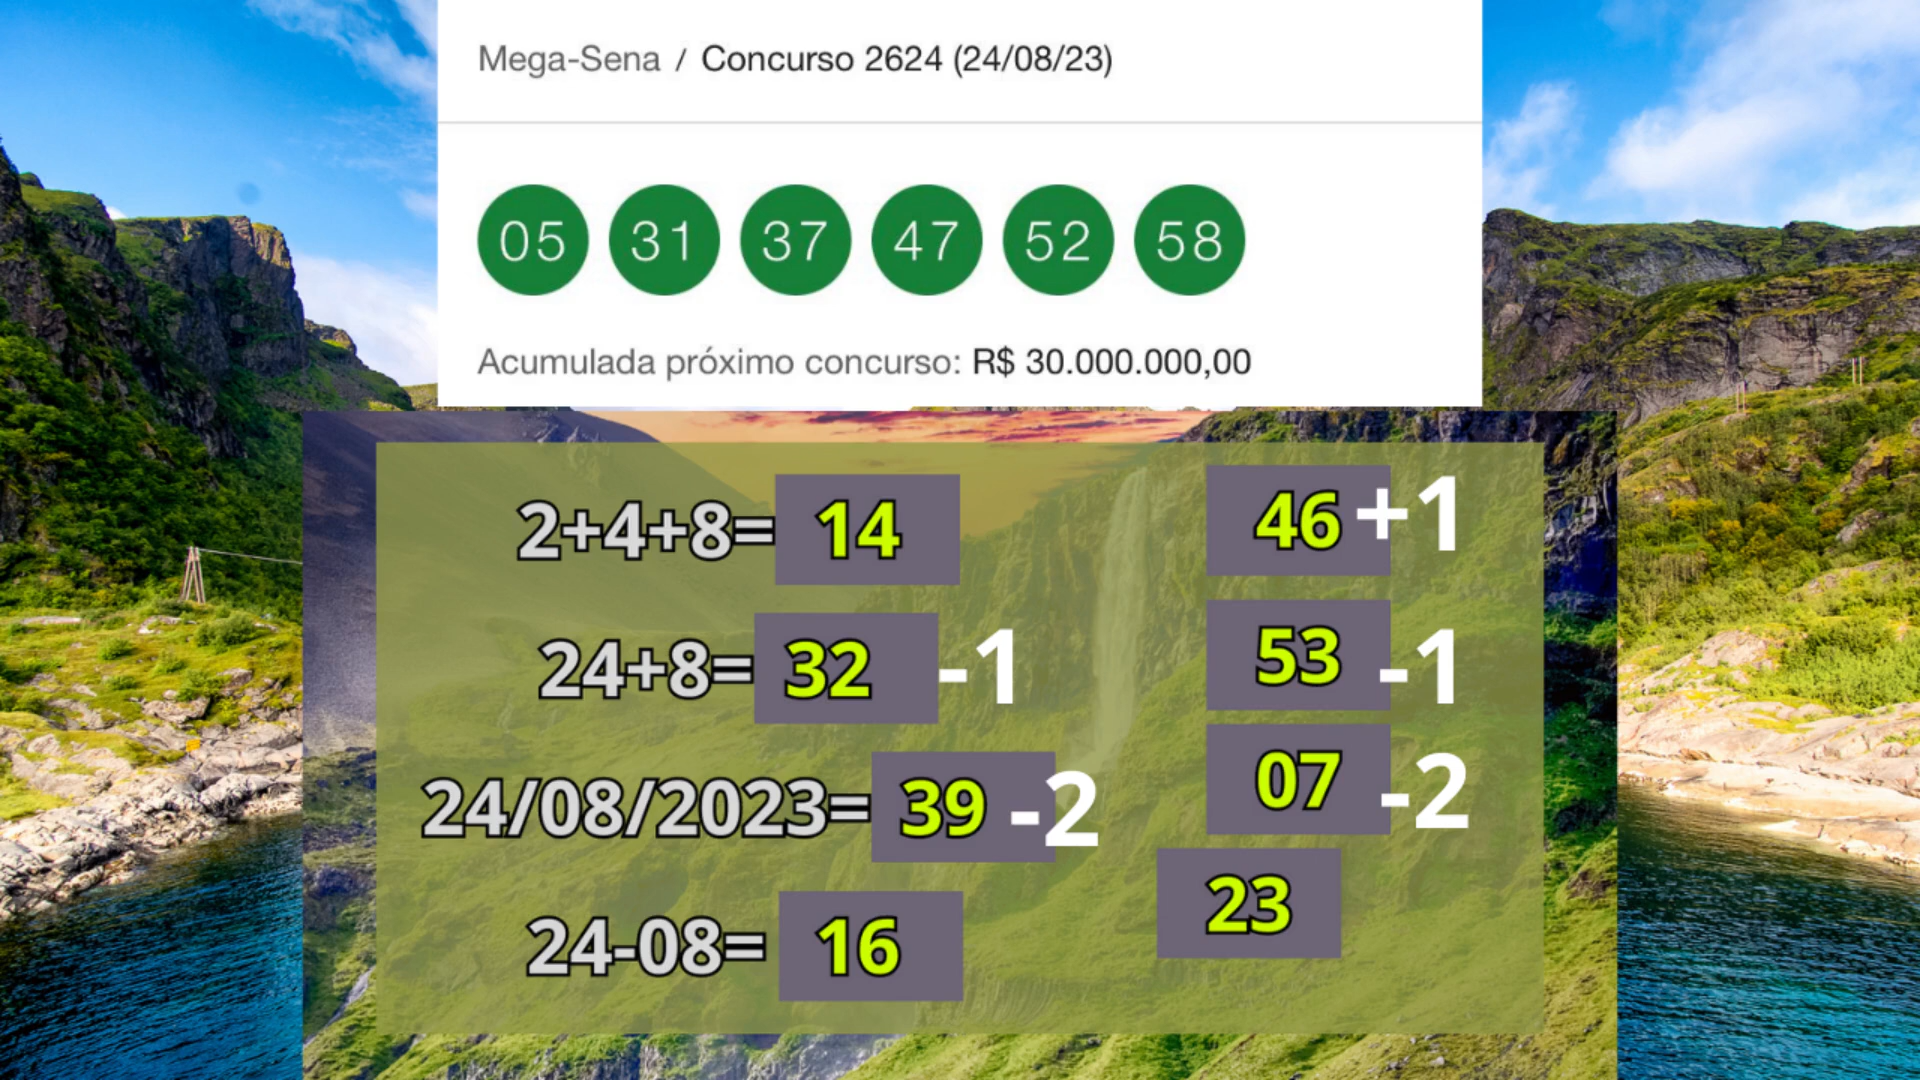 Mega-Sena / Concurso 2624 (24/08/23)
05 31 37 47 52 58
Acumulada próximo concurso: R$ 30.000.000,00
2+4+8= 14
24+8= 32 -1
24/08/2023= 39 -2
24-08= 16
46 +1
53 -1
07 -2
23